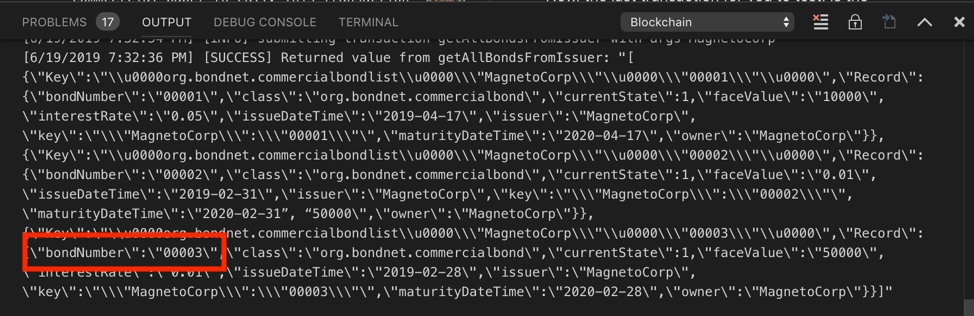 PROBLEMS 17 OUTPUT DEBUG CONSOLE TERMINAL Blockchain
[6/19/2019 7:32:34 PM] [INFO] submitting transaction getAllBondsFromIssuer with args MagnetoCorp
[6/19/2019 7:32:36 PM] [SUCCESS] Returned value from getAllBondsFromIssuer: "[
{\"Key\":\"\\u0000org.bondnet.commercialbondlist\\u0000\\\"MagnetoCorp\\\"\\u0000\\\"00001\\\"\\u0000\",\"Record\":
{\"bondNumber\":\"00001\",\"class\":\"org.bondnet.commercialbond\",\"currentState\":1,\"faceValue\":\"10000\",
\"interestRate\":\"0.05\",\"issueDateTime\":\"2019-04-17\",\"issuer\":\"MagnetoCorp\",
\"key\":\"\\\"MagnetoCorp\\\":\\\"00001\\\"\",\"maturityDateTime\":\"2020-04-17\",\"owner\":\"MagnetoCorp\"}},
{\"Key\":\"\\u0000org.bondnet.commercialbondlist\\u0000\\\"MagnetoCorp\\\"\\u0000\\\"00002\\\"\\u0000\",\"Record\":
{\"bondNumber\":\"00002\",\"class\":\"org.bondnet.commercialbond\",\"currentState\":1,\"faceValue\":\"0.01\",
\"issueDateTime\":\"2019-02-31\",\"issuer\":\"MagnetoCorp\",\"key\":\"\\\"MagnetoCorp\\\":\\\"00002\\\"\",
\"maturityDateTime\":\"2020-02-31”, “50000\",\"owner\":\"MagnetoCorp\"}},
{\"Key\":\"\\u0000org.bondnet.commercialbondlist\\u0000\\\"MagnetoCorp\\\"\\u0000\\\"00003\\\"\\u0000\",\"Record\":
{\"bondNumber\":\"00003\",\"class\":\"org.bondnet.commercialbond\",\"currentState\":1,\"faceValue\":\"50000\",
\"interestRate\":\"0.01\",\"issueDateTime\":\"2019-02-28\",\"issuer\":\"MagnetoCorp\",
\"key\":\"\\\"MagnetoCorp\\\":\\\"00003\\\"\",\"maturityDateTime\":\"2020-02-28\",\"owner\":\"MagnetoCorp\"}}]"